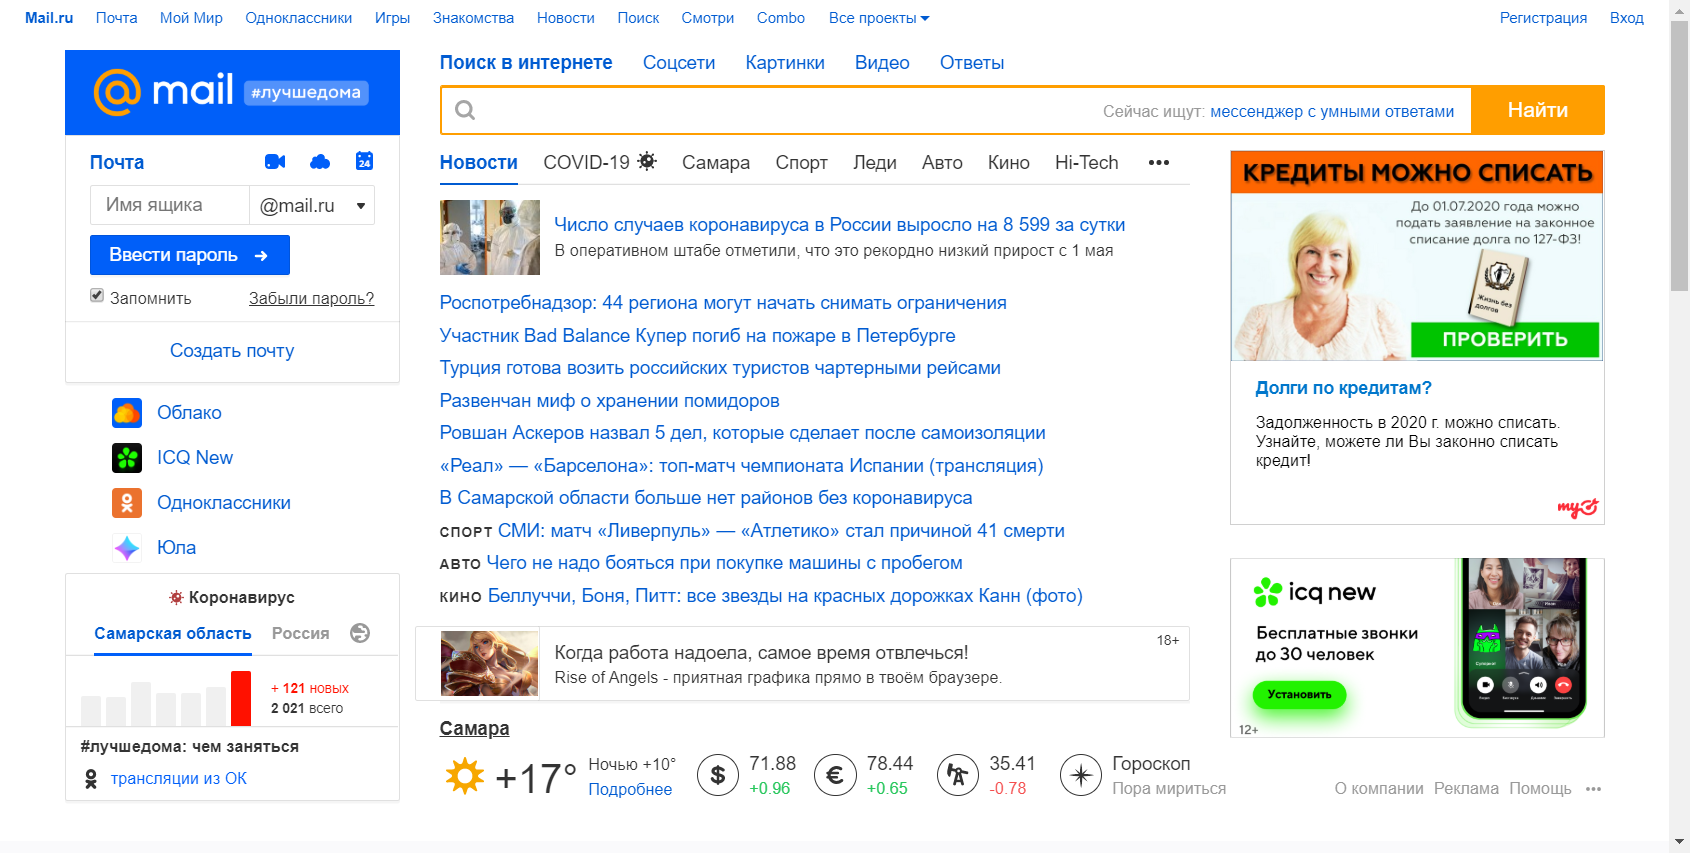 Mail.ru Почта Мой Мир Одноклассники Игры Знакомства Новости Поиск Смотри Combo Все проекты Регистрация Вход
@mail #лучшедома
Почта
24
Имя ящика @mail.ru
Ввести пароль
Запомнить Забыли пароль?
Создать почту
Облако
ICQ New
Одноклассники
Юла
Коронавирус
Самарская область Россия
+ 121 новых
2 021 всего
#лучшедома: чем заняться
трансляции из ОК
Поиск в интернете Соцсети Картинки Видео Ответы
Сейчас ищут: мессенджер с умными ответами Найти
Новости COVID-19 Самара Спорт Леди Авто Кино Hi-Tech •••
Число случаев коронавируса в России выросло на 8 599 за сутки
В оперативном штабе отметили, что это рекордно низкий прирост с 1 мая
Роспотребнадзор: 44 региона могут начать снимать ограничения
Участник Bad Balance Купер погиб на пожаре в Петербурге
Турция готова возить российских туристов чартерными рейсами
Развенчан миф о хранении помидоров
Ровшан Аскеров назвал 5 дел, которые сделает после самоизоляции
«Реал» — «Барселона»: топ-матч чемпионата Испании (трансляция)
В Самарской области больше нет районов без коронавируса
СПОРТ СМИ: матч «Ливерпуль» — «Атлетико» стал причиной 41 смерти
АВТО Чего не надо бояться при покупке машины с пробегом
КИНО Беллуччи, Боня, Питт: все звезды на красных дорожках Канн (фото)
Когда работа надоела, самое время отвлечься!
Rise of Angels - приятная графика прямо в твоём браузере.
18+
Самара
+17° Ночью +10° Подробнее
$ 71.88 +0.96
€ 78.44 +0.65
35.41 -0.78
Гороскоп
Пора мириться
КРЕДИТЫ МОЖНО СПИСАТЬ
До 01.07.2020 года можно
подать заявление на законное
списание долга по 127-ФЗ!
Жизнь без
долгов
ПРОВЕРИТЬ
Долги по кредитам?
Задолженность в 2020 г. можно списать.
Узнайте, можете ли Вы законно списать
кредит!
my
icq new
Бесплатные звонки
до 30 человек
Установить
12+
О компании Реклама Помощь •••